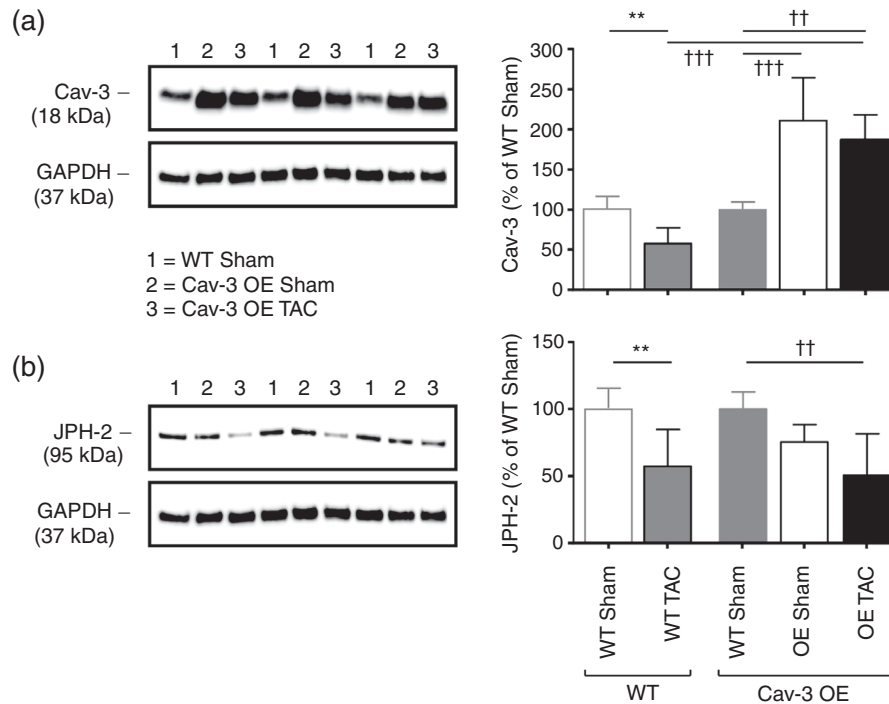 (a)
1 2 3 1 2 3 1 2 3
Cav-3
(18 kDa)
GAPDH
(37 kDa)
1 = WT Sham
2 = Cav-3 OE Sham
3 = Cav-3 OE TAC
Cav-3 (% of WT Sham)
300
250
200
150
100
50
0
**
††
†††
†††
(b)
1 2 3 1 2 3 1 2 3
JPH-2
(95 kDa)
GAPDH
(37 kDa)
JPH-2 (% of WT Sham)
150
100
50
0
**
††
WT Sham
WT TAC
WT Sham
OE Sham
OE TAC
WT
Cav-3 OE